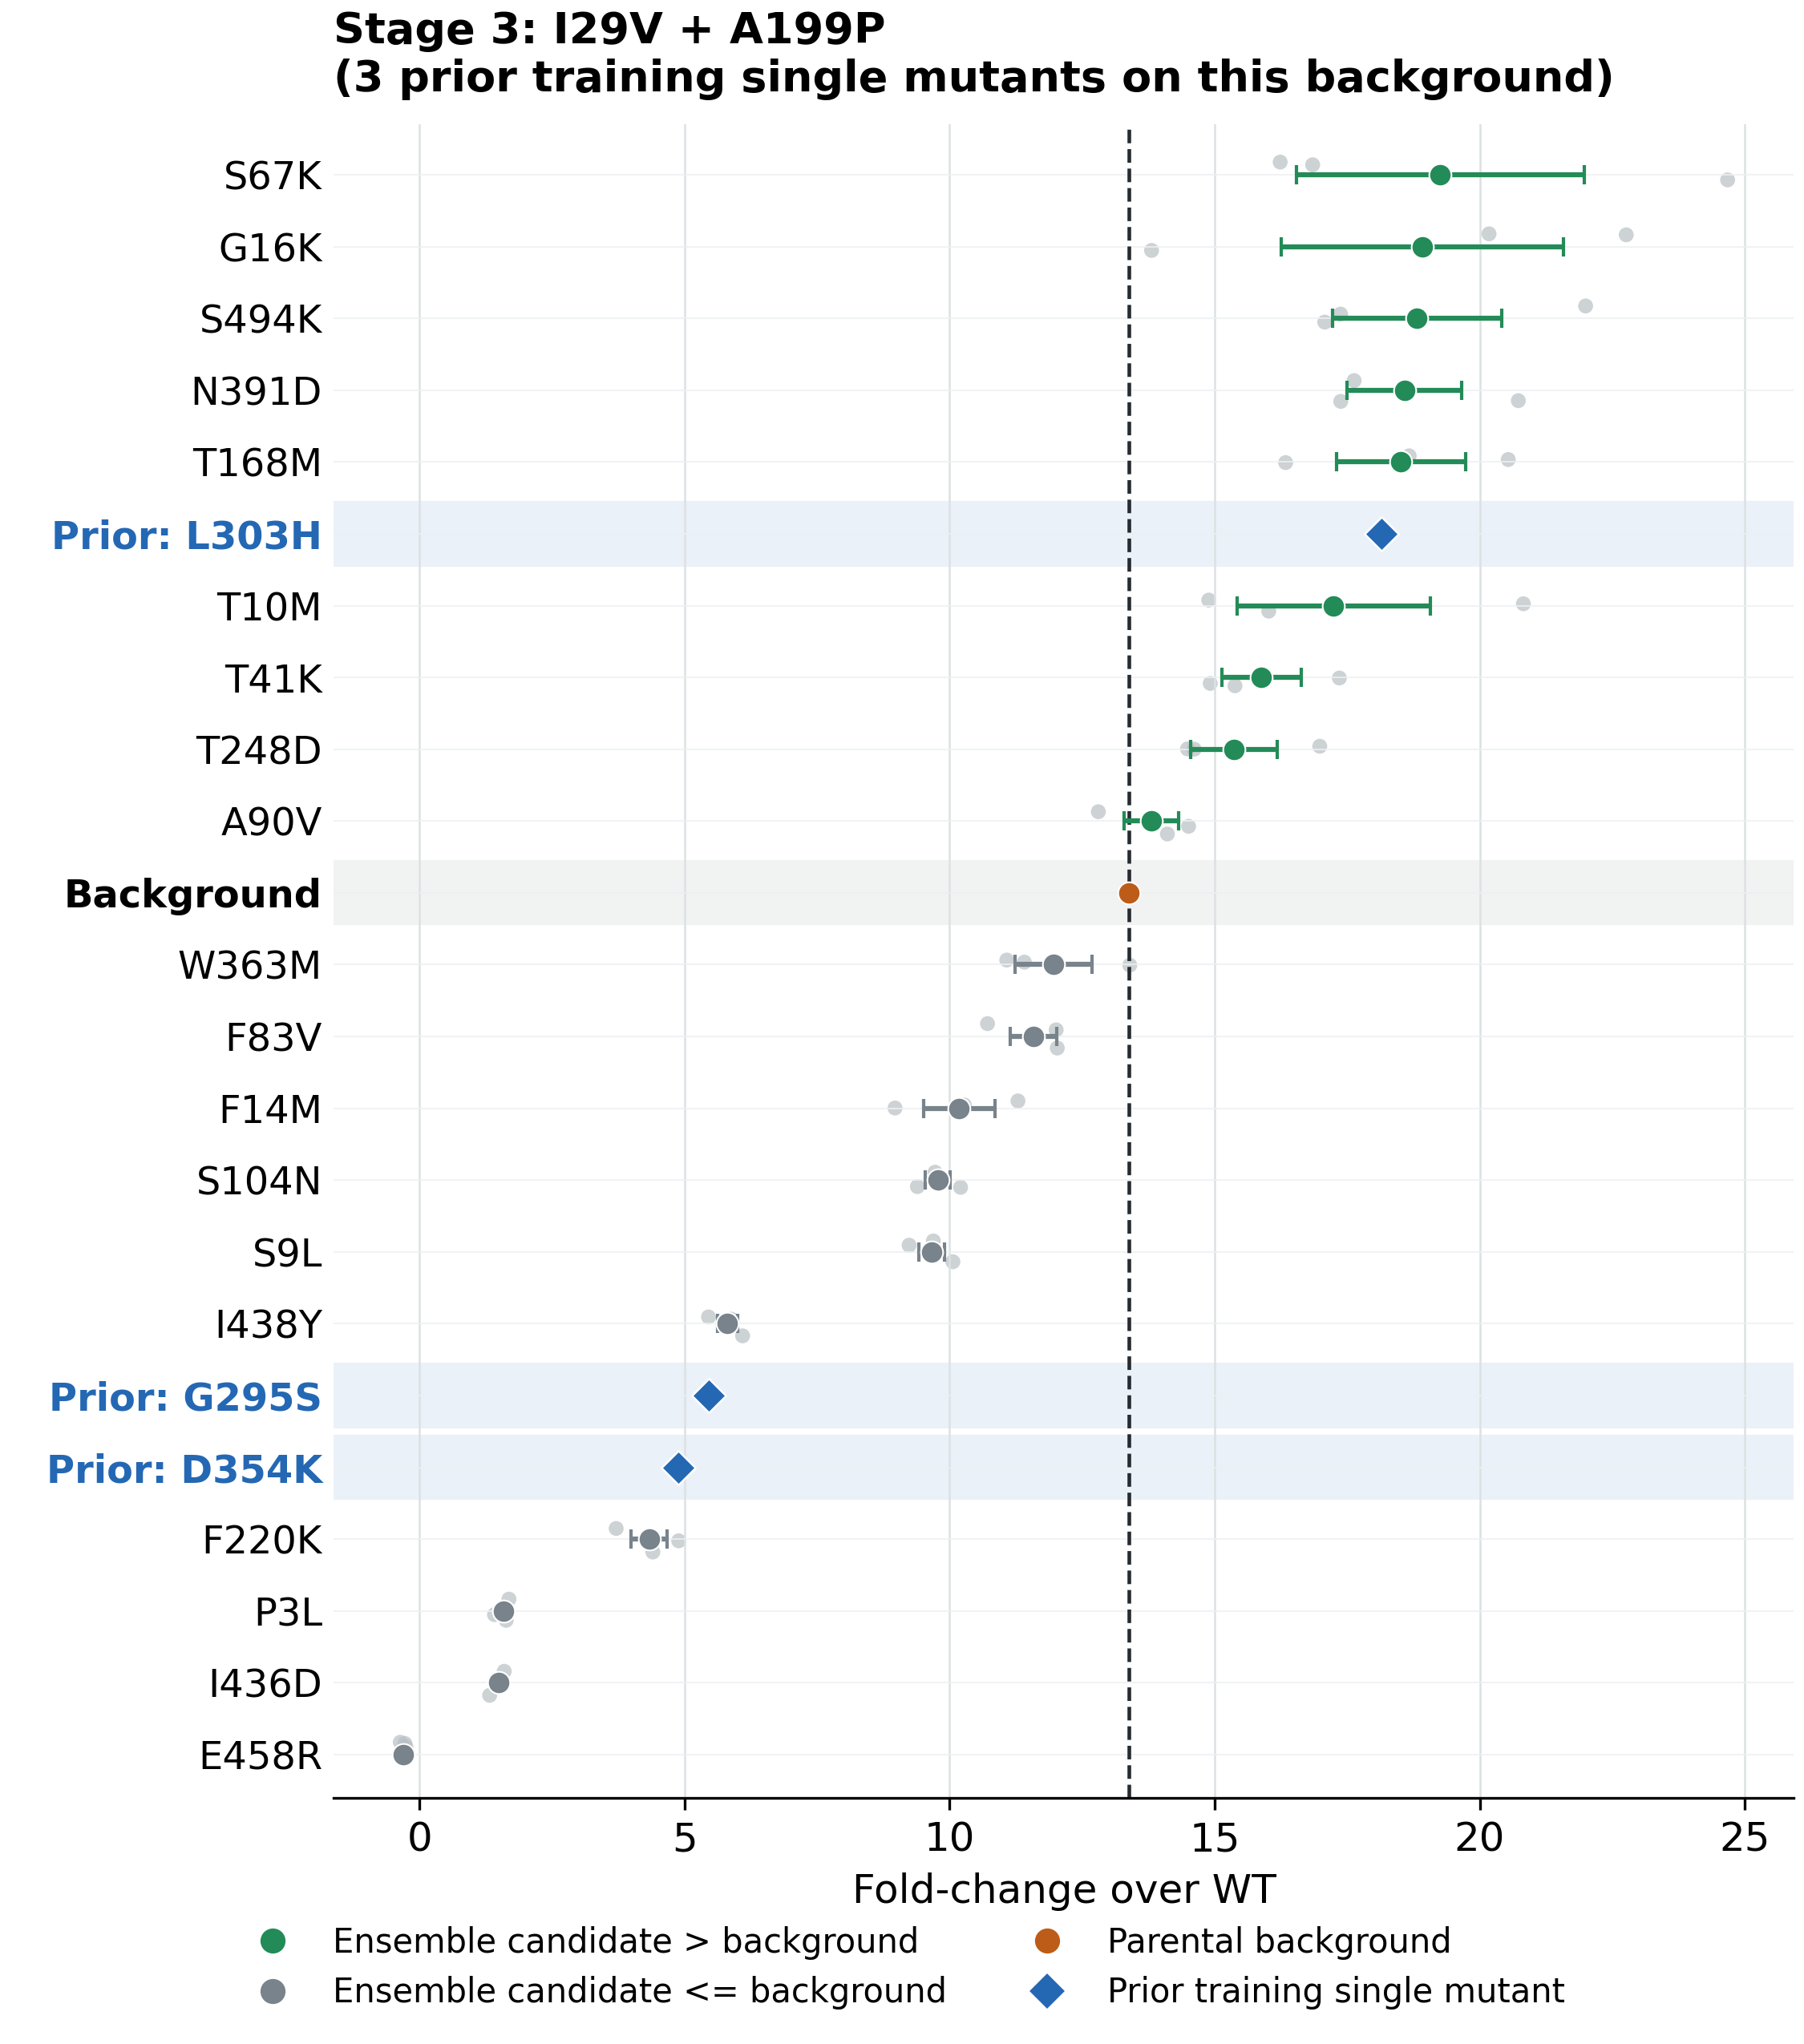 Stage 3: I29V + A199P
(3 prior training single mutants on this background)
S67K
G16K
S494K
N391D
T168M
Prior: L303H
T10M
T41K
T248D
A90V
Background
W363M
F83V
F14M
S104N
S9L
I438Y
Prior: G295S
Prior: D354K
F220K
P3L
I436D
E458R
0 5 10 15 20 25
Fold-change over WT
Ensemble candidate > background
Ensemble candidate <= background
Parental background
Prior training single mutant